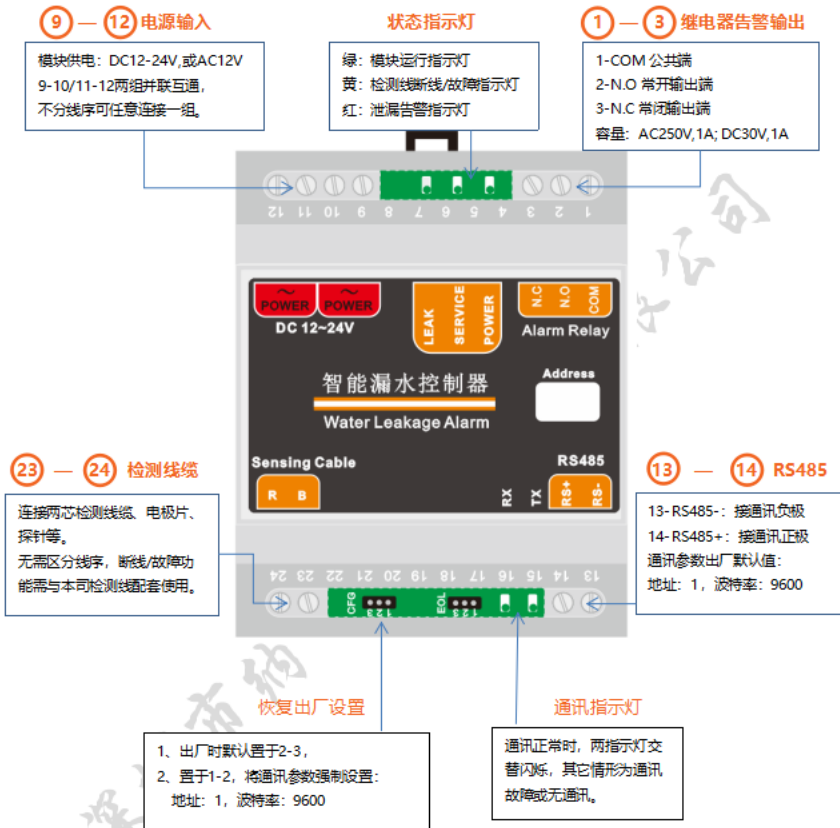 9 — 12 电源输入
模块供电：DC12-24V,或AC12V
9-10/11-12两组并联互通，
不分线序可任意连接一组。
状态指示灯
绿：模块运行指示灯
黄：检测线断线/故障指示灯
红：泄漏告警指示灯
1 — 3 继电器告警输出
1-COM 公共端
2-N.O 常开输出端
3-N.C 常闭输出端
容量：AC250V,1A; DC30V,1A
12 11 10 9 8 7 6 5 4 3 2 1
～ ～
POWER POWER
DC 12~24V
LEAK
SERVICE
POWER
N.C
N.O
COM
Alarm Relay
智能漏水控制器
Water Leakage Alarm
Address
Sensing Cable
R B
RS485
RX
TX
RS+
RS-
23 — 24 检测线缆
连接两芯检测线缆、电极片、
探针等。
无需区分线序，断线/故障功
能需与本司检测线配套使用。
13 — 14 RS485
13- RS485-：接通讯负极
14- RS485+：接通讯正极
通讯参数出厂默认值：
地址：1，波特率：9600
24 23 22 21 20 19 18 17 16 15 14 13
CFG
3 2 1
EOL
3 2 1
恢复出厂设置
1、出厂时默认置于2-3，
2、置于1-2，将通讯参数强制设置：
地址：1，波特率：9600
通讯指示灯
通讯正常时，两指示灯交
替闪烁，其它情形为通讯
故障或无通讯。